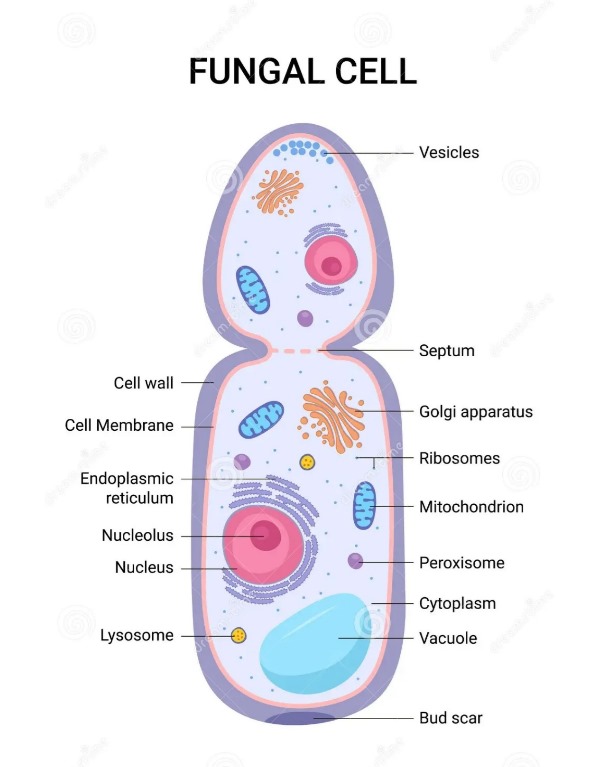 FUNGAL CELL
Vesicles
Septum
Cell wall
Golgi apparatus
Cell Membrane
Ribosomes
Endoplasmic
reticulum
Mitochondrion
Nucleolus
Peroxisome
Nucleus
Cytoplasm
Lysosome
Vacuole
Bud scar